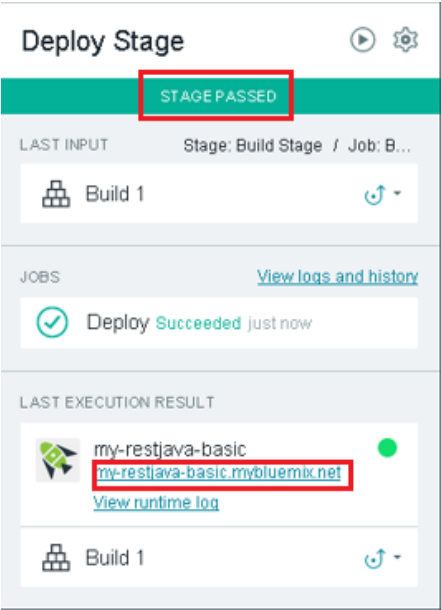 Deploy Stage
STAGE PASSED
LAST INPUT Stage: Build Stage / Job: B...
Build 1
JOBS View logs and history
Deploy Succeeded just now
LAST EXECUTION RESULT
my-restjava-basic
my-restjava-basic.mybluemix.net
View runtime log
Build 1